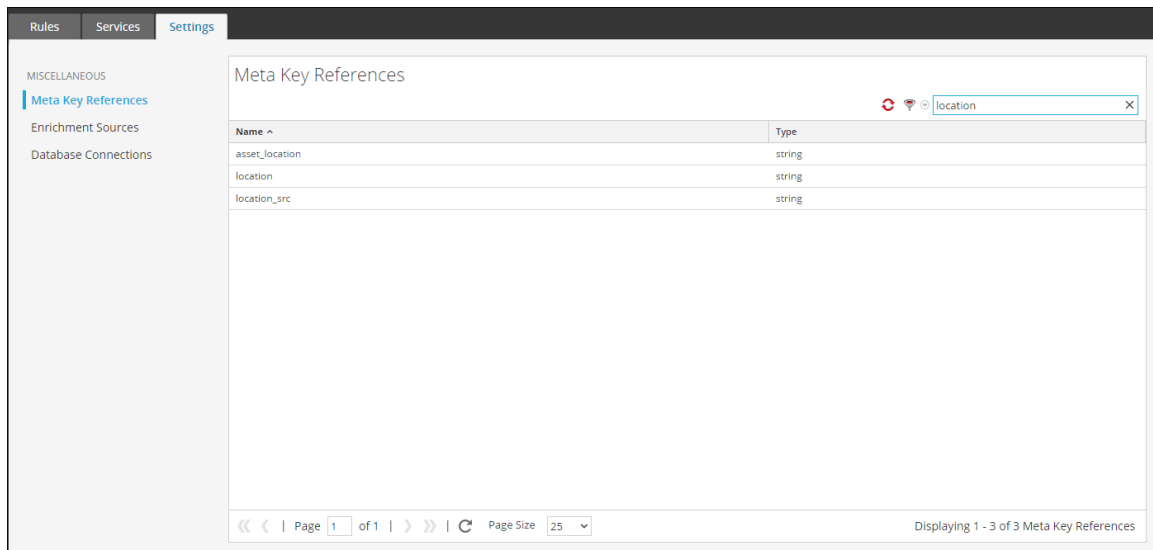 Rules Services Settings
MISCELLANEOUS
Meta Key References
Enrichment Sources
Database Connections
Meta Key References
location
Name Type
asset_location string
location string
location_src string
Page 1 of 1 Page Size 25
Displaying 1 - 3 of 3 Meta Key References